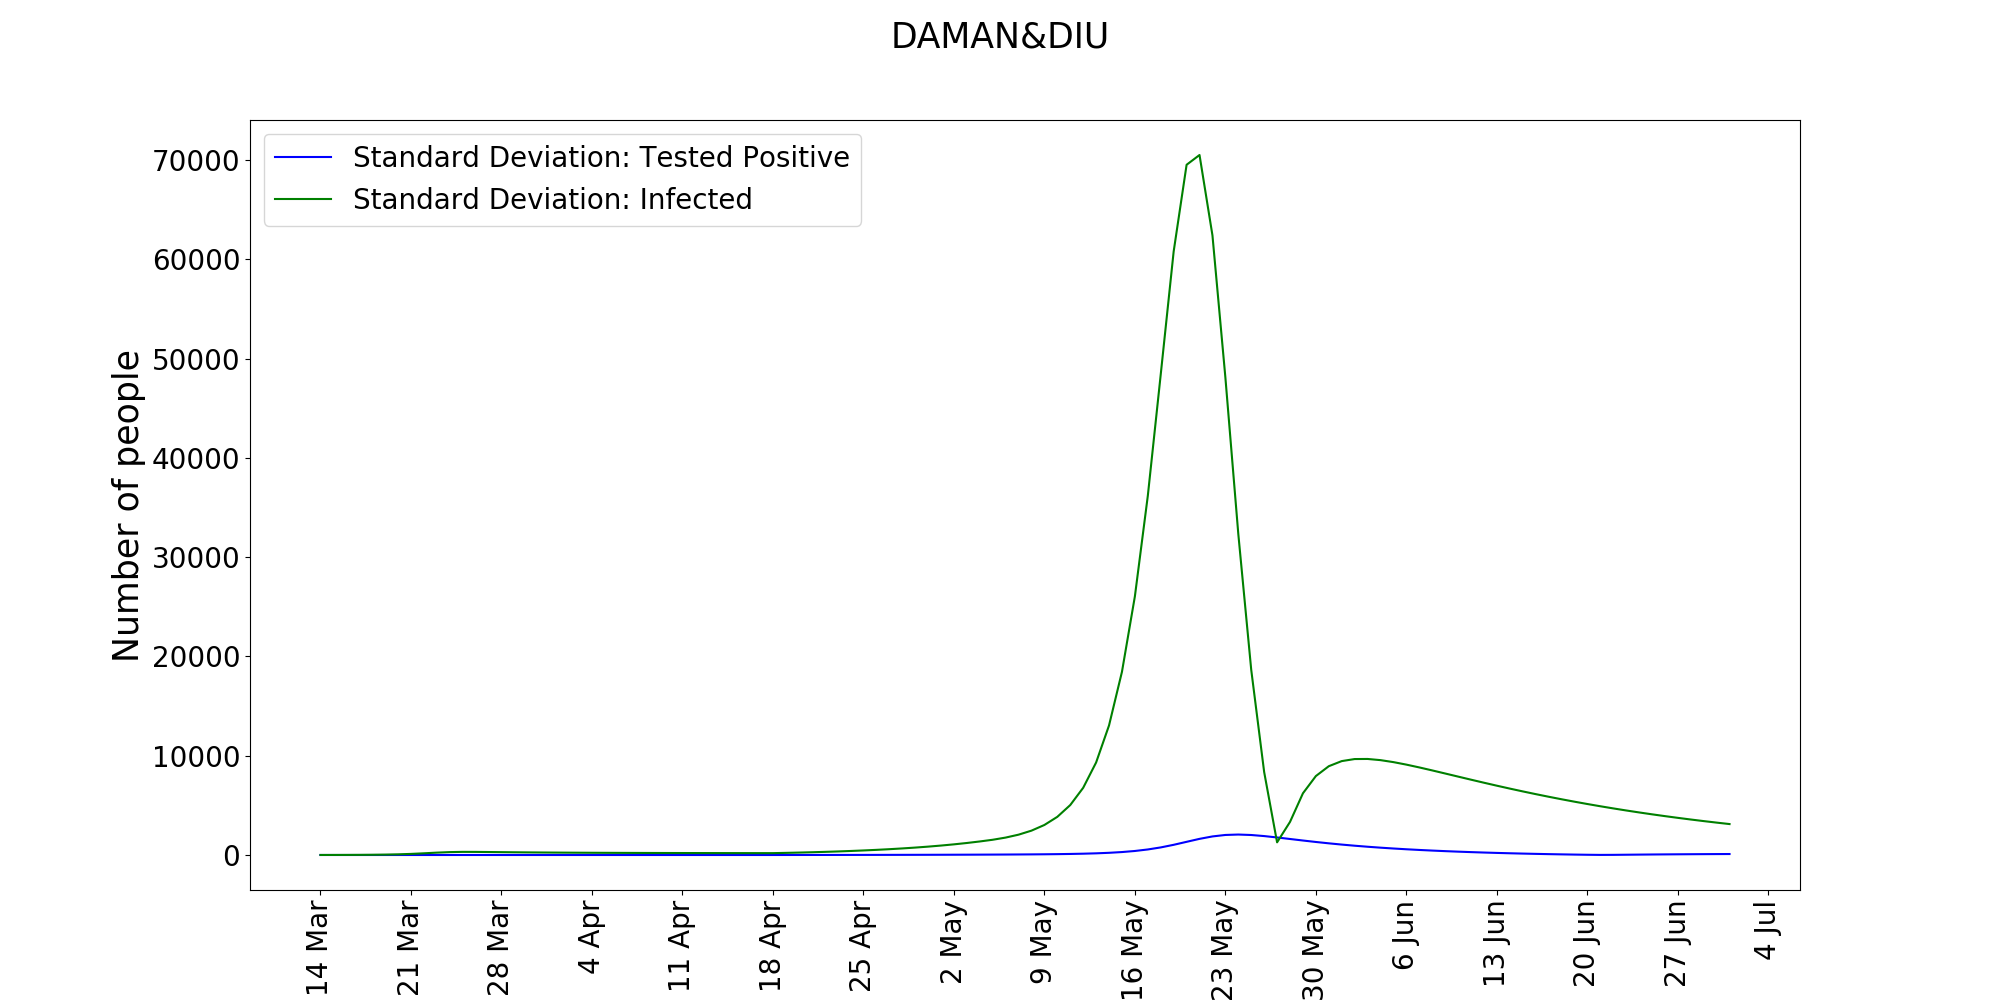 DAMAN&DIU
Standard Deviation: Tested Positive
Standard Deviation: Infected
Number of people
70000
60000
50000
40000
30000
20000
10000
0
14 Mar
21 Mar
28 Mar
4 Apr
11 Apr
18 Apr
25 Apr
2 May
9 May
16 May
23 May
30 May
6 Jun
13 Jun
20 Jun
27 Jun
4 Jul